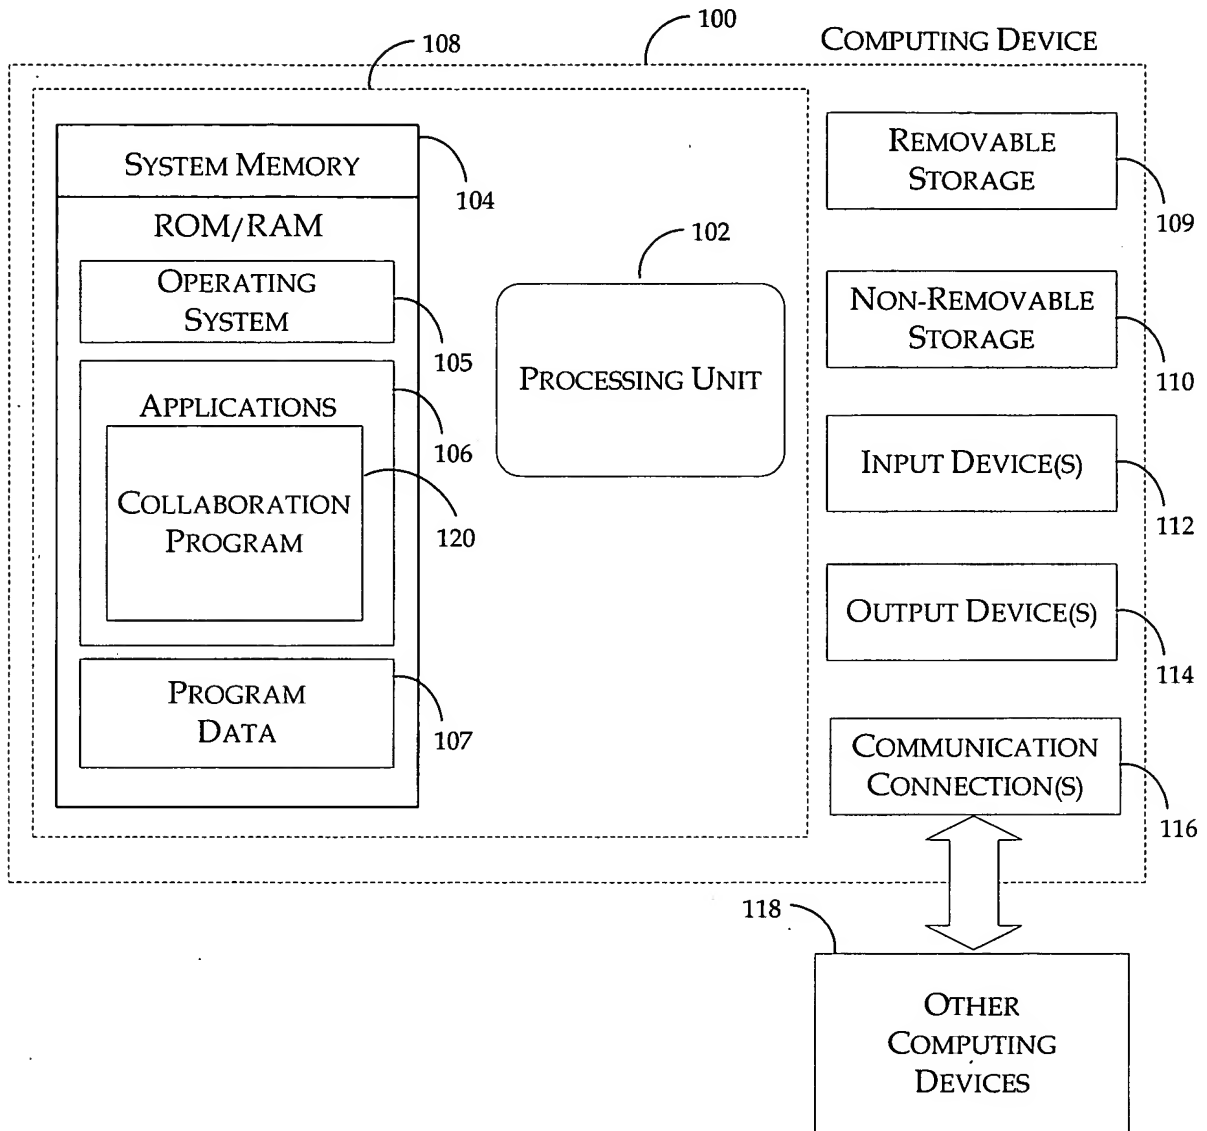 100
COMPUTING DEVICE
108
SYSTEM MEMORY
104
ROM/RAM
OPERATING
SYSTEM
105
APPLICATIONS
106
COLLABORATION
PROGRAM
120
PROGRAM
DATA
107
102
PROCESSING UNIT
REMOVABLE
STORAGE
109
NON-REMOVABLE
STORAGE
110
INPUT DEVICE(S)
112
OUTPUT DEVICE(S)
114
COMMUNICATION
CONNECTION(S)
116
118
OTHER
COMPUTING
DEVICES